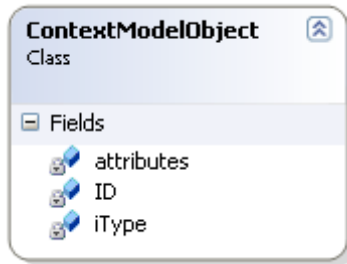 ContextModelObject
Class
Fields
attributes
ID
iType